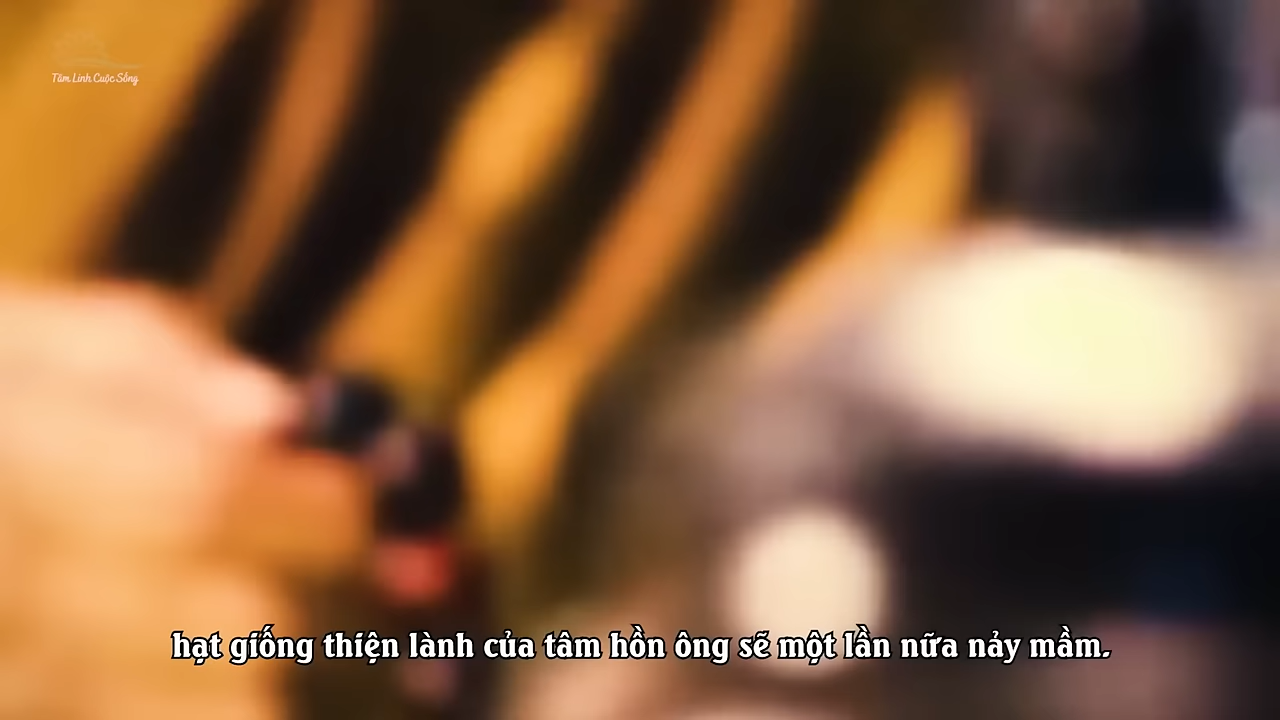 Tâm Linh Cuộc Sống
hạt giống thiện lành của tâm hồn ông sẽ một lần nữa nảy mầm.